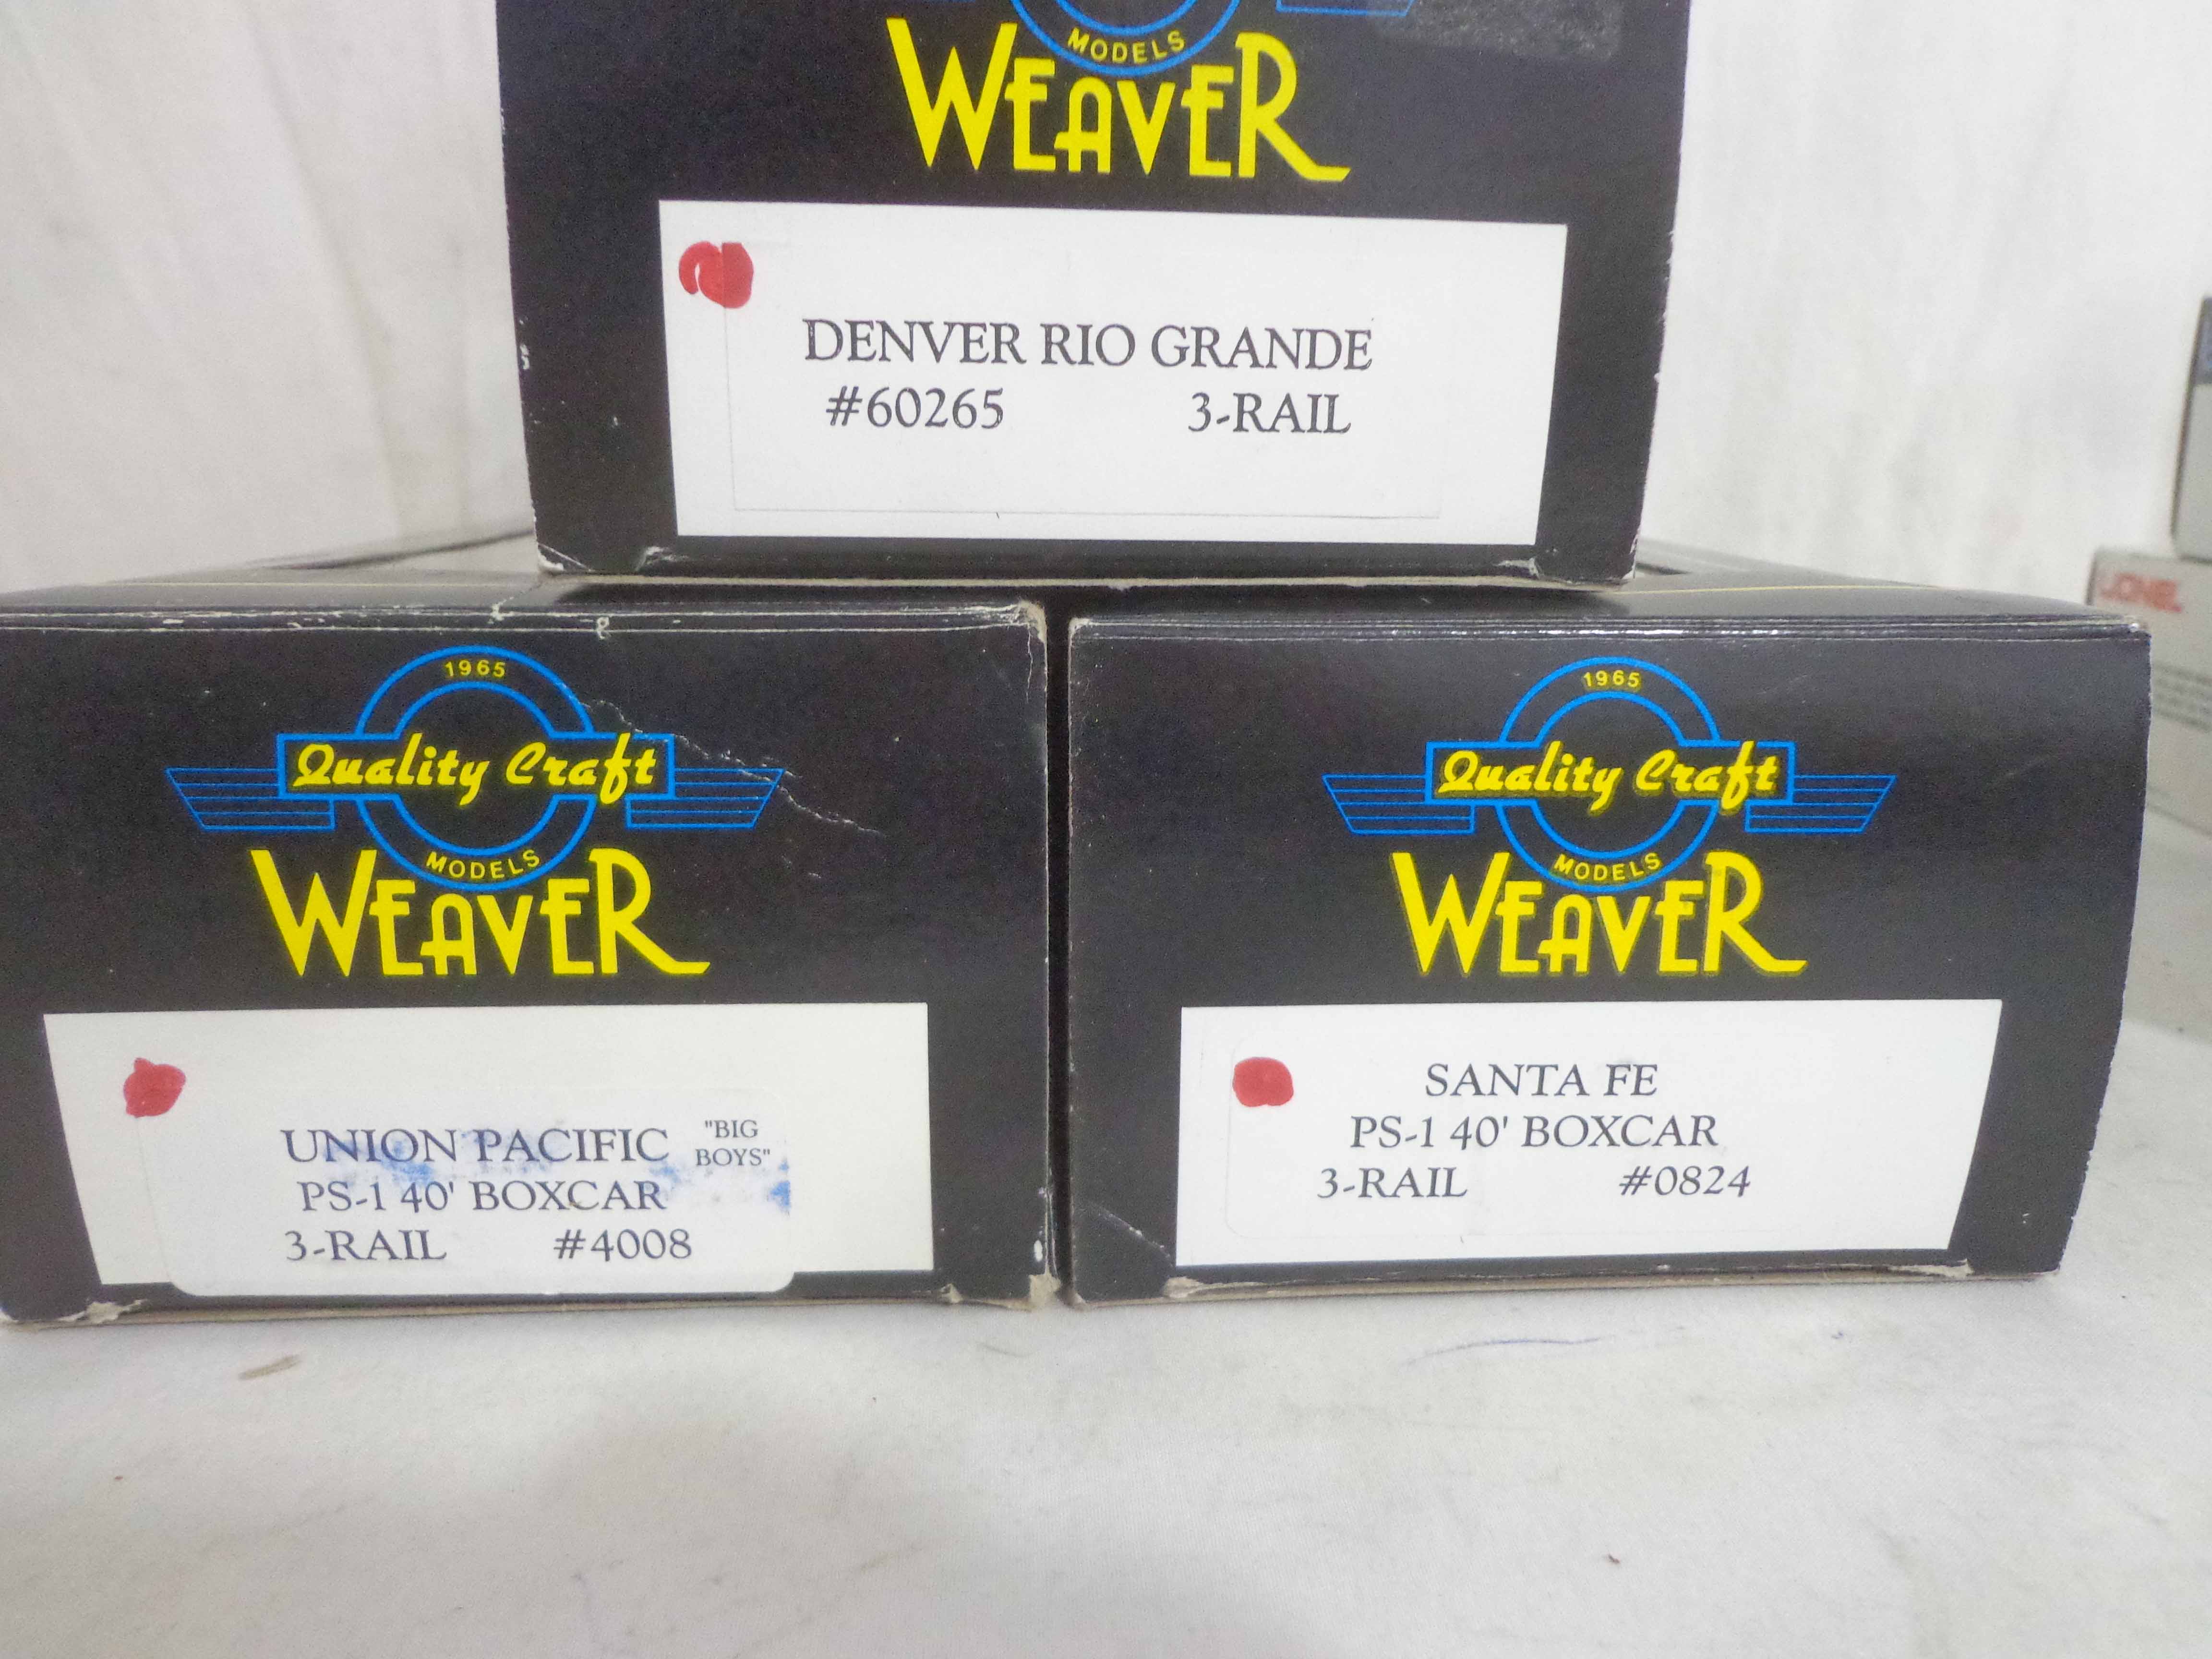 MODELS
WEAVER
DENVER RIO GRANDE
#60265 3-RAIL
1965
Quality Craft
MODELS
WEAVER
UNION PACIFIC "BIG BOYS"
PS-1 40' BOXCAR
3-RAIL #4008
1965
Quality Craft
MODELS
WEAVER
SANTA FE
PS-1 40' BOXCAR
3-RAIL #0824
LIONEL